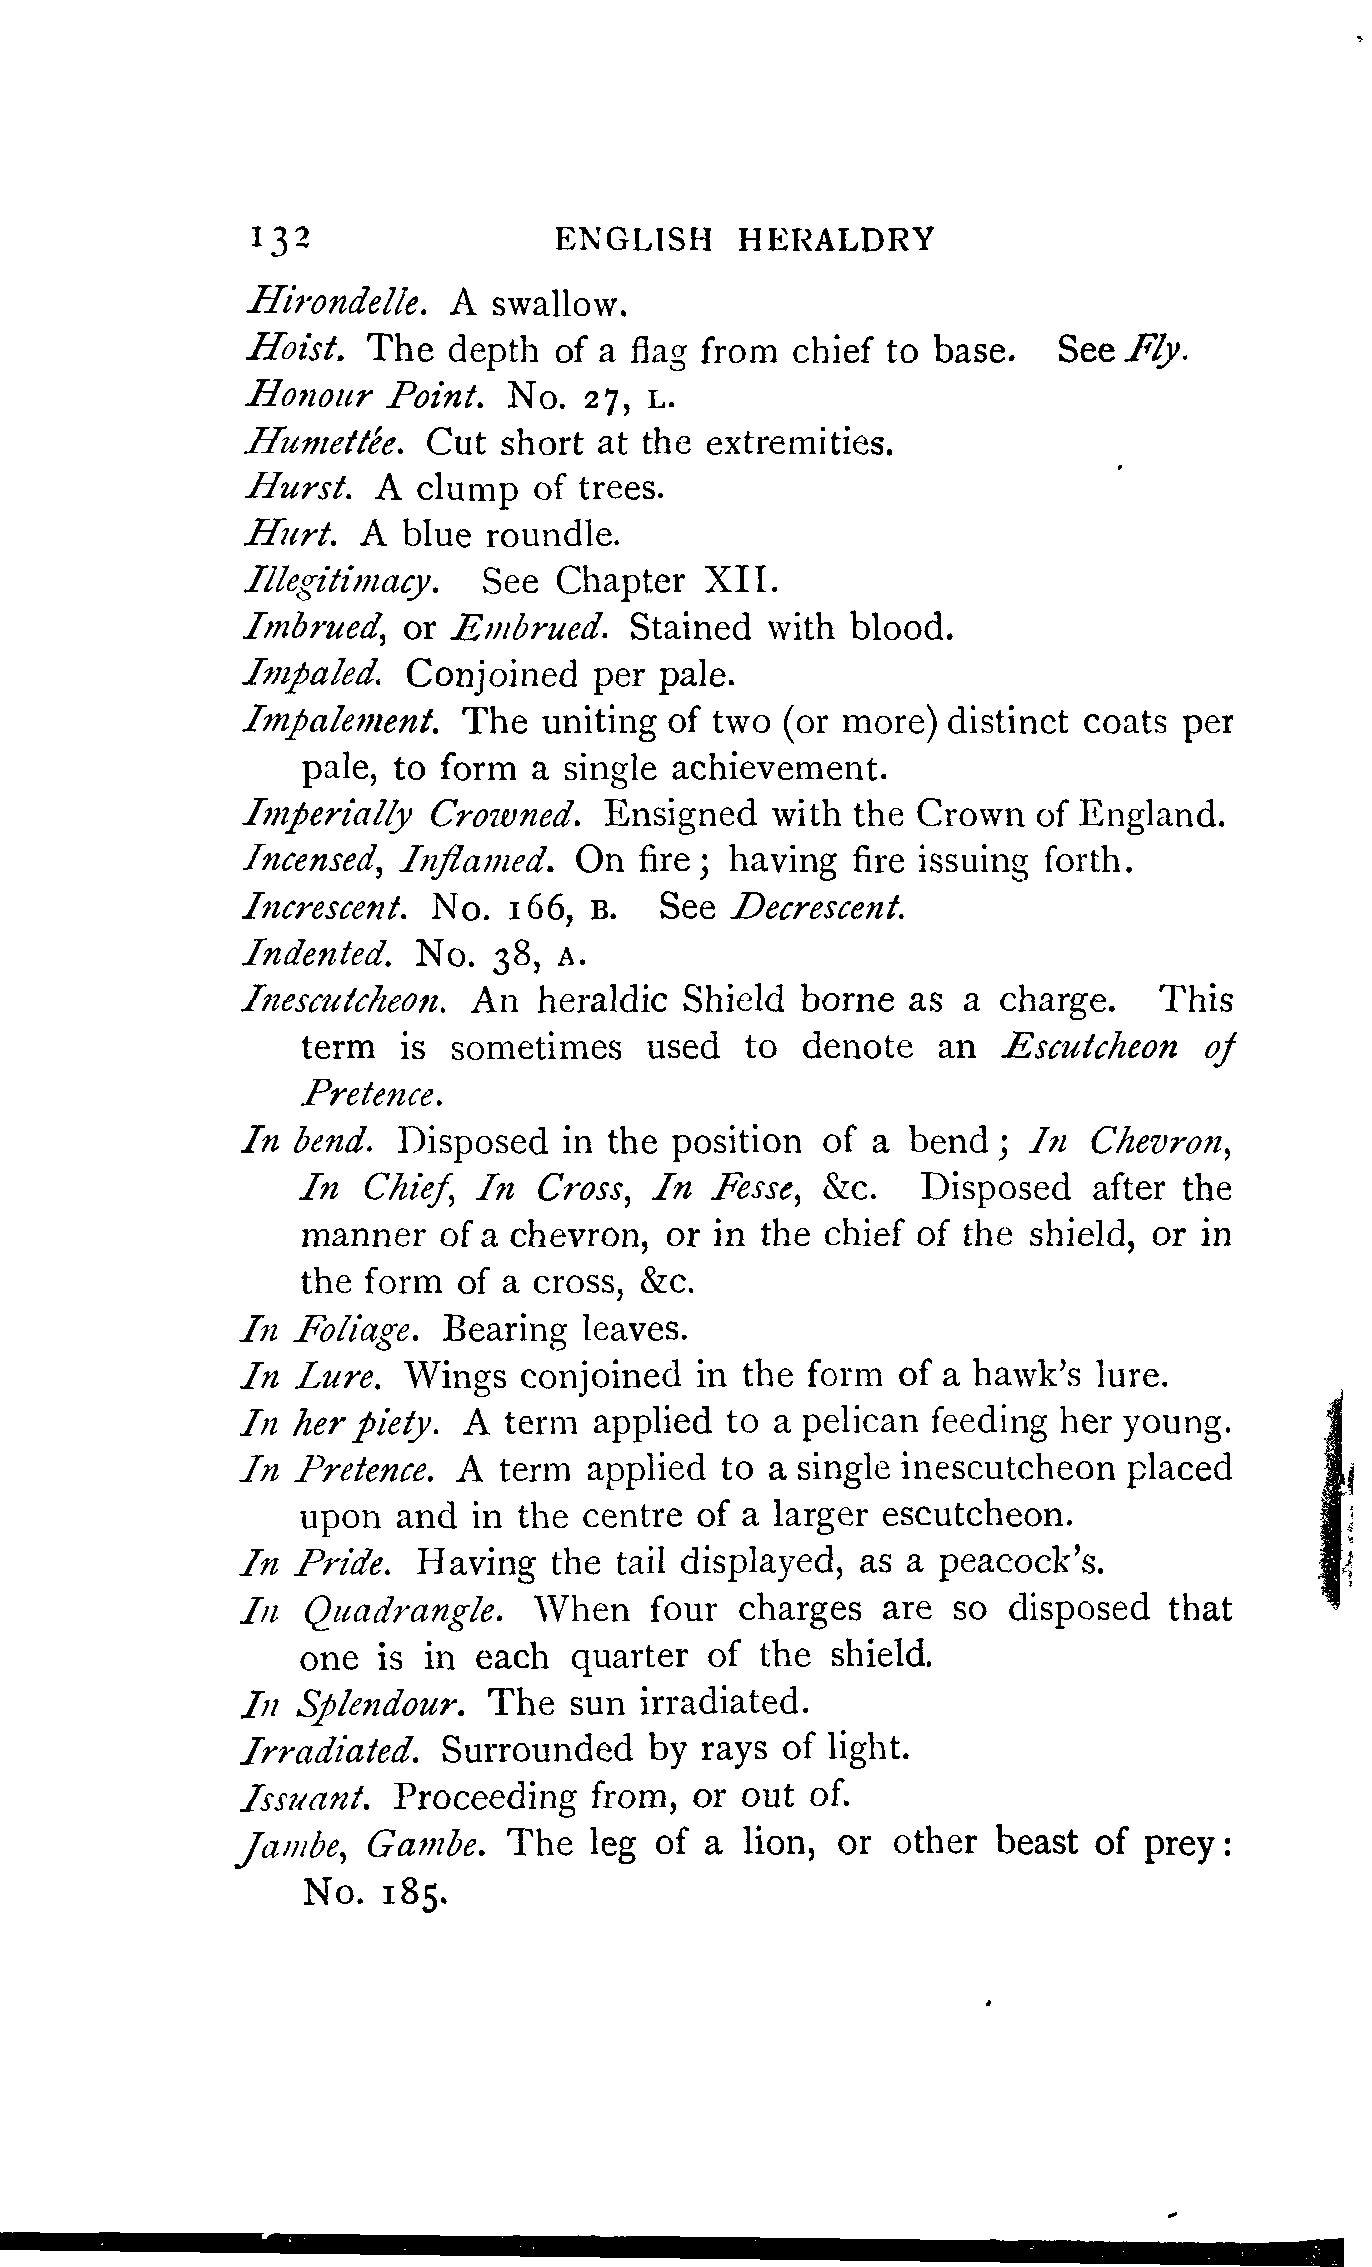 132 ENGLISH HERALDRY
Hirondelle. A swallow.
Hoist. The depth of a flag from chief to base. See Fly.
Honour Point. No. 27, L.
Humettée. Cut short at the extremities.
Hurst. A clump of trees.
Hurt. A blue roundle.
Illegitimacy. See Chapter XII.
Imbrued, or Embrued. Stained with blood.
Impaled. Conjoined per pale.
Impalement. The uniting of two (or more) distinct coats per
pale, to form a single achievement.
Imperially Crowned. Ensigned with the Crown of England.
Incensed, Inflamed. On fire; having fire issuing forth.
Increscent. No. 166, B. See Decrescent.
Indented. No. 38, A.
Inescutcheon. An heraldic Shield borne as a charge. This
term is sometimes used to denote an Escutcheon of
Pretence.
In bend. Disposed in the position of a bend; In Chevron,
In Chief, In Cross, In Fesse, &c. Disposed after the
manner of a chevron, or in the chief of the shield, or in
the form of a cross, &c.
In Foliage. Bearing leaves.
In Lure. Wings conjoined in the form of a hawk's lure.
In her piety. A term applied to a pelican feeding her young.
In Pretence. A term applied to a single inescutcheon placed
upon and in the centre of a larger escutcheon.
In Pride. Having the tail displayed, as a peacock's.
In Quadrangle. When four charges are so disposed that
one is in each quarter of the shield.
In Splendour. The sun irradiated.
Irradiated. Surrounded by rays of light.
Issuant. Proceeding from, or out of.
Jambe, Gambe. The leg of a lion, or other beast of prey:
No. 185.